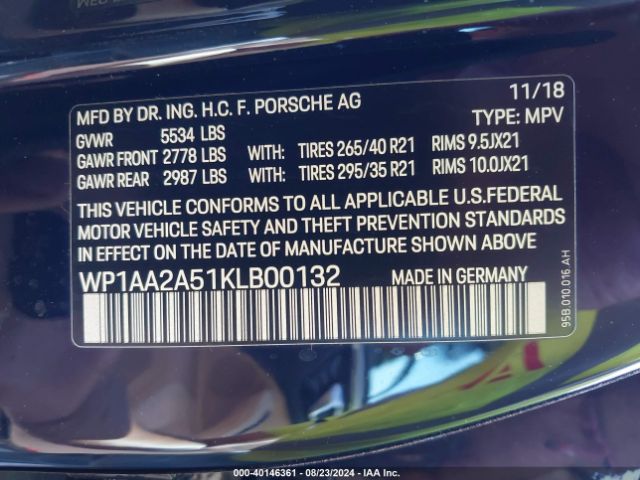 11/18
MFD BY DR. ING. H.C. F. PORSCHE AG
TYPE: MPV
GVWR 5534 LBS
GAWR FRONT 2778 LBS WITH: TIRES 265/40 R21 RIMS 9.5JX21
GAWR REAR 2987 LBS WITH: TIRES 295/35 R21 RIMS 10.0JX21
THIS VEHICLE CONFORMS TO ALL APPLICABLE U.S.FEDERAL
MOTOR VEHICLE SAFETY AND THEFT PREVENTION STANDARDS
IN EFFECT ON THE DATE OF MANUFACTURE SHOWN ABOVE
WP1AA2A51KLB00132 MADE IN GERMANY
95B.010.016 AH
000-40146361 - 08/23/2024 - IAA Inc.